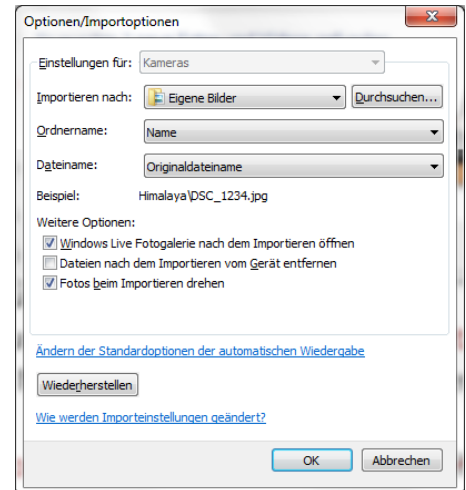 Optionen/Importoptionen
Einstellungen für: Kameras
Importieren nach: Eigene Bilder Durchsuchen...
Ordnername: Name
Dateiname: Originaldateiname
Beispiel: Himalaya\DSC_1234.jpg
Weitere Optionen:
Windows Live Fotogalerie nach dem Importieren öffnen
Dateien nach dem Importieren vom Gerät entfernen
Fotos beim Importieren drehen
Ändern der Standardoptionen der automatischen Wiedergabe
Wiederherstellen
Wie werden Importeinstellungen geändert?
OK Abbrechen